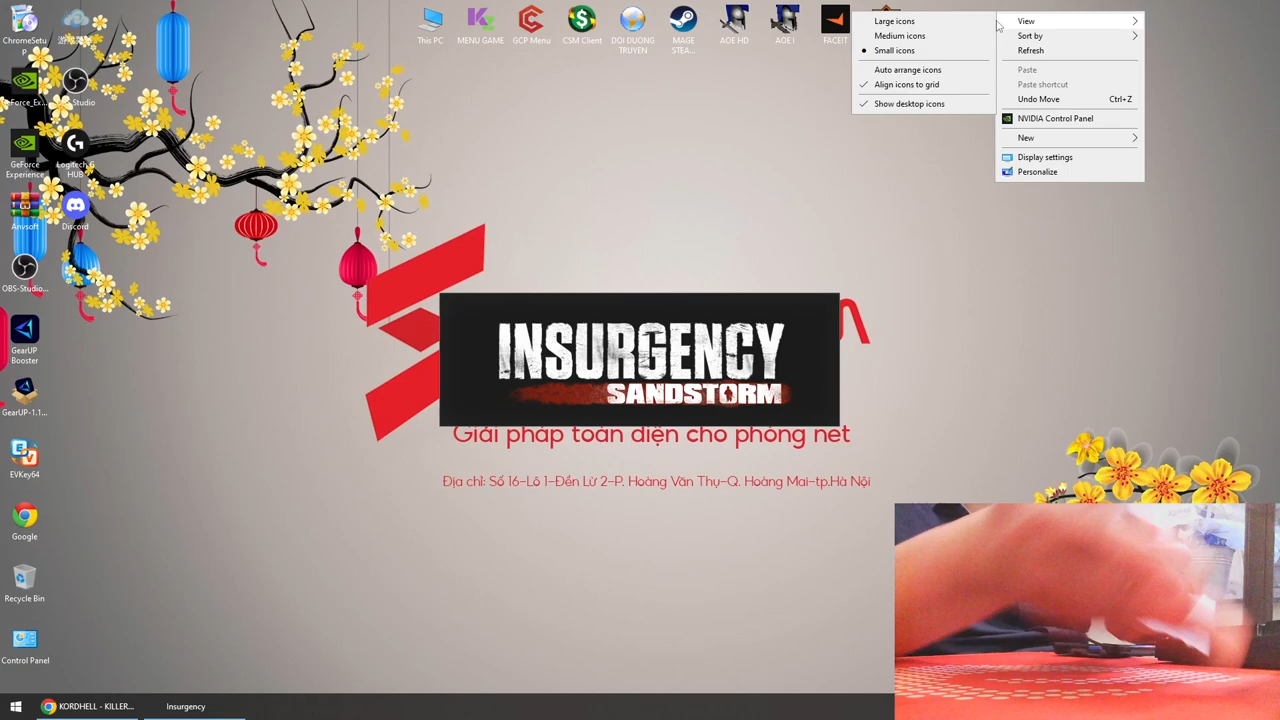 ChromeSetu
p
GeForce
Experience
Logitech G
HUB
Anvsoft
Discord
OBS-Studio...
GearUP
Booster
GearUP-1.1...
EVKey64
Google
Recycle Bin
Control Panel
This PC
MENU GAME
GCP Menu
CSM Client
DOI DUONG
TRUYEN
MAGE
STEA...
AOE HD
AOE I
FACEIT
Large icons
Medium icons
Small icons
Auto arrange icons
Align icons to grid
Show desktop icons
View
Sort by
Refresh
Paste
Paste shortcut
Undo Move Ctrl+Z
NVIDIA Control Panel
New
Display settings
Personalize
INSURGENCY
SANDSTORM
Giải pháp toàn diện cho phòng net
Địa chỉ: Số 16-Lô 1-Đền Lừ 2-P. Hoàng Văn Thụ-Q. Hoàng Mai-tp.Hà Nội
KORDHELL - KILLER...
Insurgency